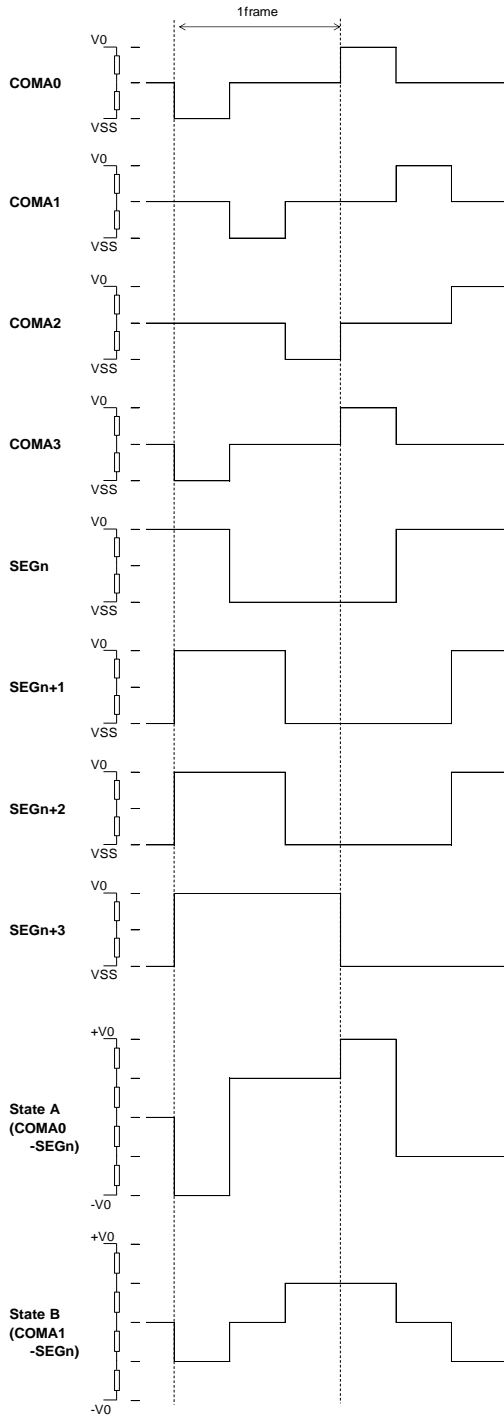 1frame
V0
COMA0
VSS
V0
COMA1
VSS
V0
COMA2
VSS
V0
COMA3
VSS
V0
SEGn
VSS
V0
SEGn+1
VSS
V0
SEGn+2
VSS
V0
SEGn+3
VSS
+V0
State A
(COMA0
-SEGn)
-V0
+V0
State B
(COMA1
-SEGn)
-V0